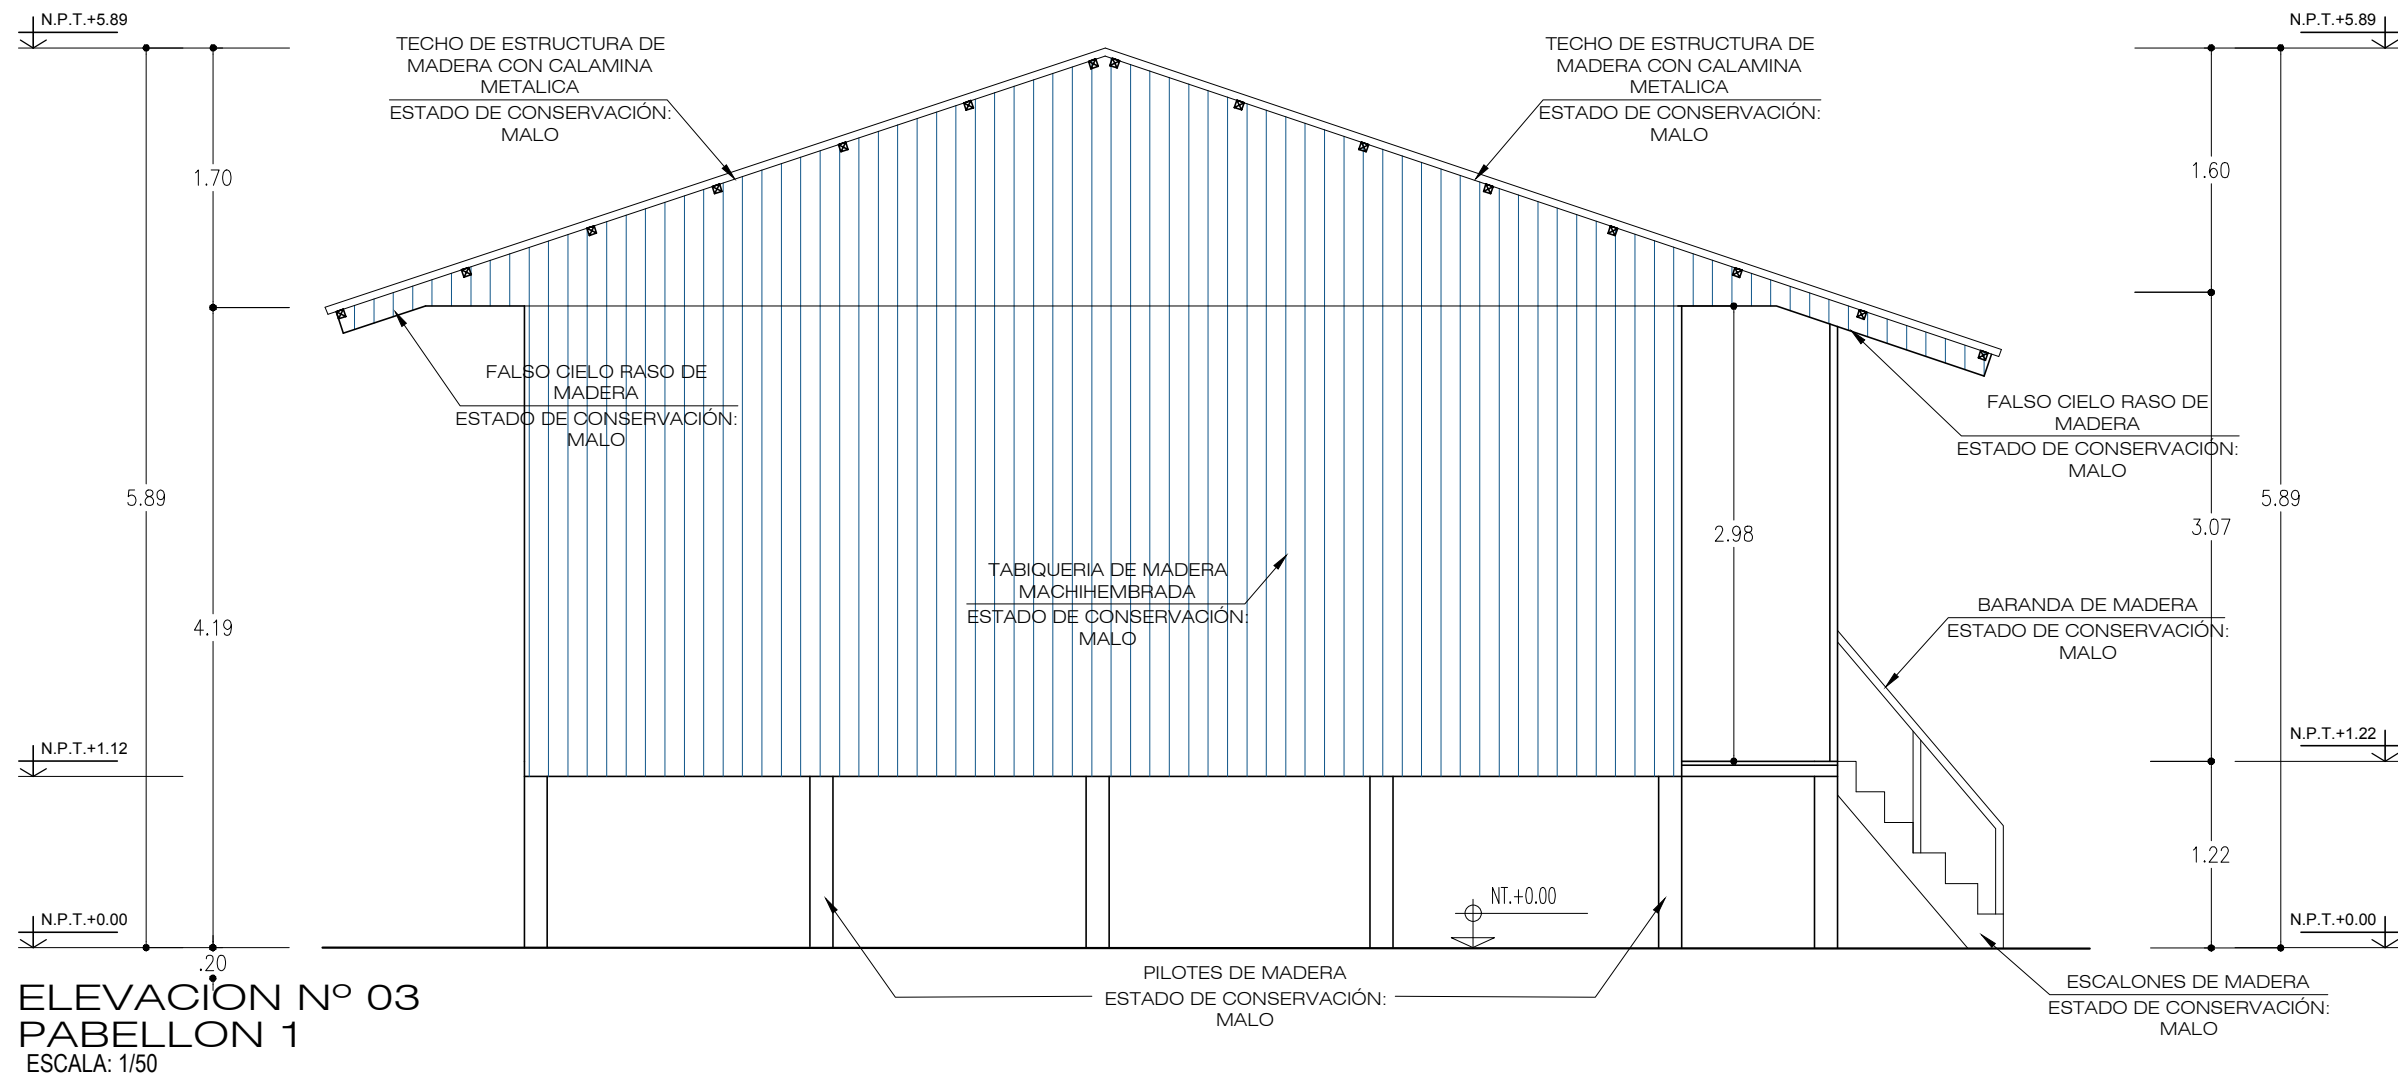 N.P.T.+5.89
N.P.T.+5.89
TECHO DE ESTRUCTURA DE
MADERA CON CALAMINA
METALICA
ESTADO DE CONSERVACIÓN:
MALO
TECHO DE ESTRUCTURA DE
MADERA CON CALAMINA
METALICA
ESTADO DE CONSERVACIÓN:
MALO
1.70
1.60
FALSO CIELO RASO DE
MADERA
ESTADO DE CONSERVACIÓN:
MALO
FALSO CIELO RASO DE
MADERA
ESTADO DE CONSERVACIÓN:
MALO
5.89
5.89
2.98
3.07
TABIQUERIA DE MADERA
MACHIHEMBRADA
ESTADO DE CONSERVACIÓN:
MALO
4.19
BARANDA DE MADERA
ESTADO DE CONSERVACIÓN:
MALO
N.P.T.+1.12
N.P.T.+1.22
1.22
NT.+0.00
N.P.T.+0.00
N.P.T.+0.00
.20
PILOTES DE MADERA
ESTADO DE CONSERVACIÓN:
MALO
ESCALONES DE MADERA
ESTADO DE CONSERVACIÓN:
MALO
ELEVACION Nº 03
PABELLON 1
ESCALA: 1/50